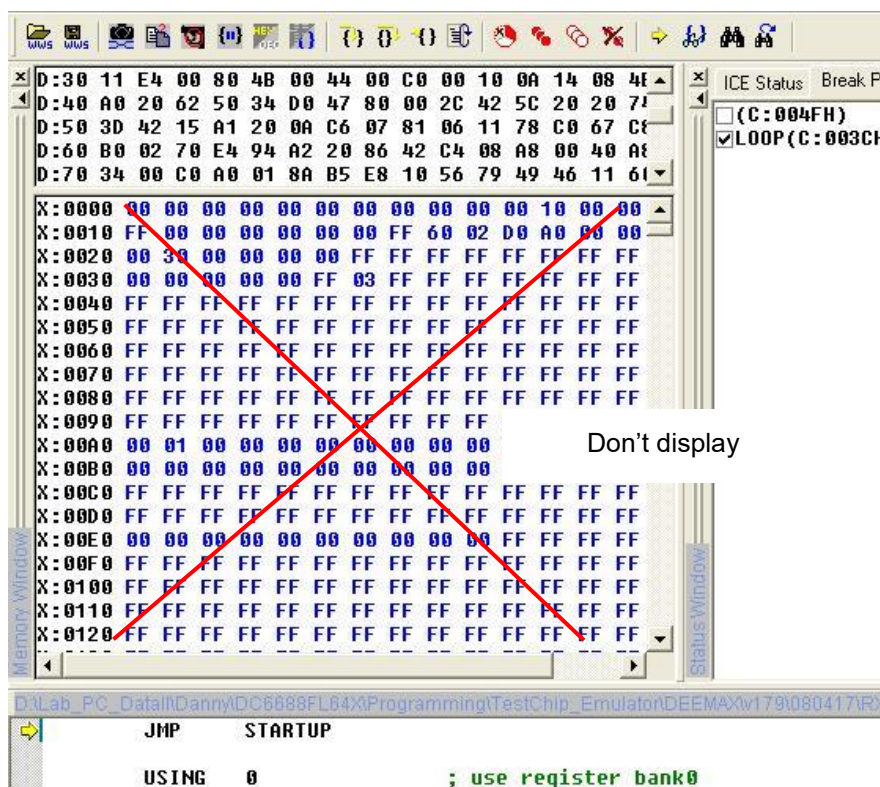 WWS WWS
D:30 11 E4 00 80 4B 00 44 00 C0 00 10 0A 14 08
D:40 A0 20 62 50 34 D0 47 80 00 2C 42 5C 20 20
D:50 3D 42 15 A1 20 0A C6 07 81 06 11 78 C0 67
D:60 B0 02 70 E4 94 A2 20 86 42 C4 08 A8 00 40
D:70 34 00 C0 A0 01 8A B5 E8 10 56 79 49 46 11
X:0000 00 00 00 00 00 00 00 00 00 00 00 10 00 00
X:0010 FF 00 00 00 00 00 00 FF 60 02 D0 A0 00 00
X:0020 00 30 00 00 00 00 FF FF FF FF FF FF FF FF
X:0030 00 00 00 00 00 FF 03 FF FF FF FF FF FF FF
X:0040 FF FF FF FF FF FF FF FF FF FF FF FF FF FF
X:0050 FF FF FF FF FF FF FF FF FF FF FF FF FF FF
X:0060 FF FF FF FF FF FF FF FF FF FF FF FF FF FF
X:0070 FF FF FF FF FF FF FF FF FF FF FF FF FF FF
X:0080 FF FF FF FF FF FF FF FF FF FF FF FF FF FF
X:0090 FF FF FF FF FF FF FF FF FF FF
X:00A0 00 01 00 00 00 00 00 00 00 00
X:00B0 00 00 00 00 00 00 00 00 00 00
X:00C0 FF FF FF FF FF FF FF FF FF FF FF FF FF FF
X:00D0 FF FF FF FF FF FF FF FF FF FF FF FF FF FF
X:00E0 00 00 00 00 00 00 00 00 00 00 FF FF FF FF
X:00F0 FF FF FF FF FF FF FF FF FF FF FF FF FF FF
X:0100 FF FF FF FF FF FF FF FF FF FF FF FF FF FF
X:0110 FF FF FF FF FF FF FF FF FF FF FF FF FF FF
X:0120 FF FF FF FF FF FF FF FF FF FF FF FF FF FF
Memory Window
Don't display
ICE Status Break P
(C:004FH)
LOOP(C:003CH
Status Window
D:\Lab_PC_Datall\Danny\DC6688FL64X\Programming\TestChip_Emulator\DEEMAX\v179\080417\RX
JMP STARTUP
USING 0 ; use register bank0